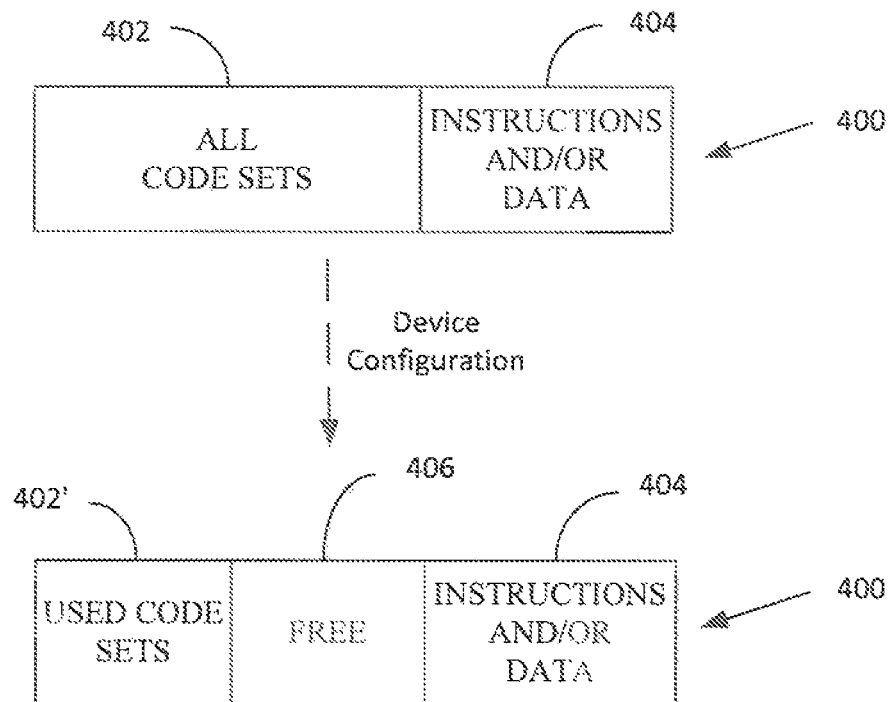 402
404
ALL
CODE SETS
INSTRUCTIONS
AND/OR
DATA
400
Device
Configuration
402'
406
404
USED CODE
SETS
FREE
INSTRUCTIONS
AND/OR
DATA
400